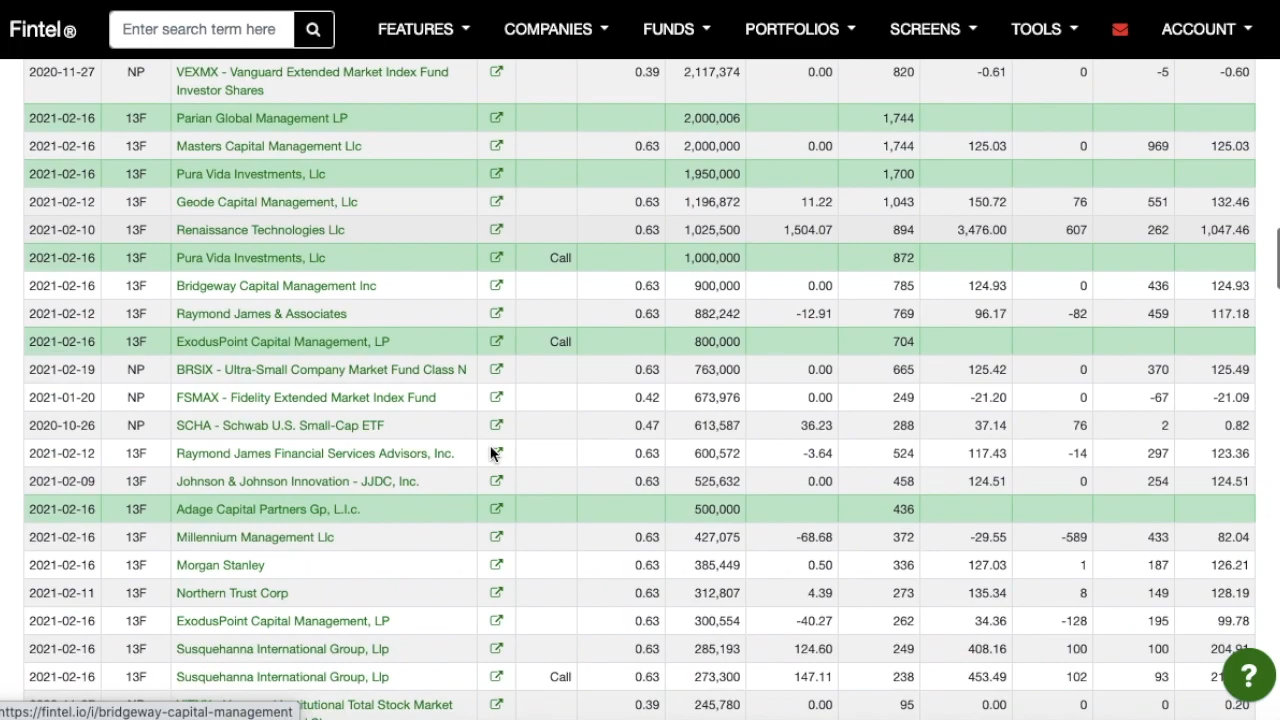 Fintel® Enter search term here FEATURES COMPANIES FUNDS PORTFOLIOS SCREENS TOOLS ACCOUNT
2020-11-27 NP VEXMX - Vanguard Extended Market Index Fund 0.39 2,117,374 0.00 820 -0.61 0 -5 -0.60
Investor Shares
2021-02-16 13F Parian Global Management LP 2,000,006 1,744
2021-02-16 13F Masters Capital Management Llc 0.63 2,000,000 0.00 1,744 125.03 0 969 125.03
2021-02-16 13F Pura Vida Investments, Llc 1,950,000 1,700
2021-02-12 13F Geode Capital Management, Llc 0.63 1,196,872 11.22 1,043 150.72 76 551 132.46
2021-02-10 13F Renaissance Technologies Llc 0.63 1,025,500 1,504.07 894 3,476.00 607 262 1,047.46
2021-02-16 13F Pura Vida Investments, Llc Call 1,000,000 872
2021-02-16 13F Bridgeway Capital Management Inc 0.63 900,000 0.00 785 124.93 0 436 124.93
2021-02-12 13F Raymond James & Associates 0.63 882,242 -12.91 769 96.17 -82 459 117.18
2021-02-16 13F ExodusPoint Capital Management, LP Call 800,000 704
2021-02-19 NP BRSIX - Ultra-Small Company Market Fund Class N 0.63 763,000 0.00 665 125.42 0 370 125.49
2021-01-20 NP FSMAX - Fidelity Extended Market Index Fund 0.42 673,976 0.00 249 -21.20 0 -67 -21.09
2020-10-26 NP SCHA - Schwab U.S. Small-Cap ETF 0.47 613,587 36.23 288 37.14 76 2 0.82
2021-02-12 13F Raymond James Financial Services Advisors, Inc. 0.63 600,572 -3.64 524 117.43 -14 297 123.36
2021-02-09 13F Johnson & Johnson Innovation - JJDC, Inc. 0.63 525,632 0.00 458 124.51 0 254 124.51
2021-02-16 13F Adage Capital Partners Gp, L.l.c. 500,000 436
2021-02-16 13F Millennium Management Llc 0.63 427,075 -68.68 372 -29.55 -589 433 82.04
2021-02-16 13F Morgan Stanley 0.63 385,449 0.50 336 127.03 1 187 126.21
2021-02-11 13F Northern Trust Corp 0.63 312,807 4.39 273 135.34 8 149 128.19
2021-02-16 13F ExodusPoint Capital Management, LP 0.63 300,554 -40.27 262 34.36 -128 195 99.78
2021-02-16 13F Susquehanna International Group, Llp 0.63 285,193 124.60 249 408.16 100 100
2021-02-16 13F Susquehanna International Group, Llp Call 0.63 273,300 147.11 238 453.49 102 93
Total Stock Market 0.39 245,780 0.00 95 0.00 0 0 0.20
https://fintel.io/i/bridgeway-capital-management
?